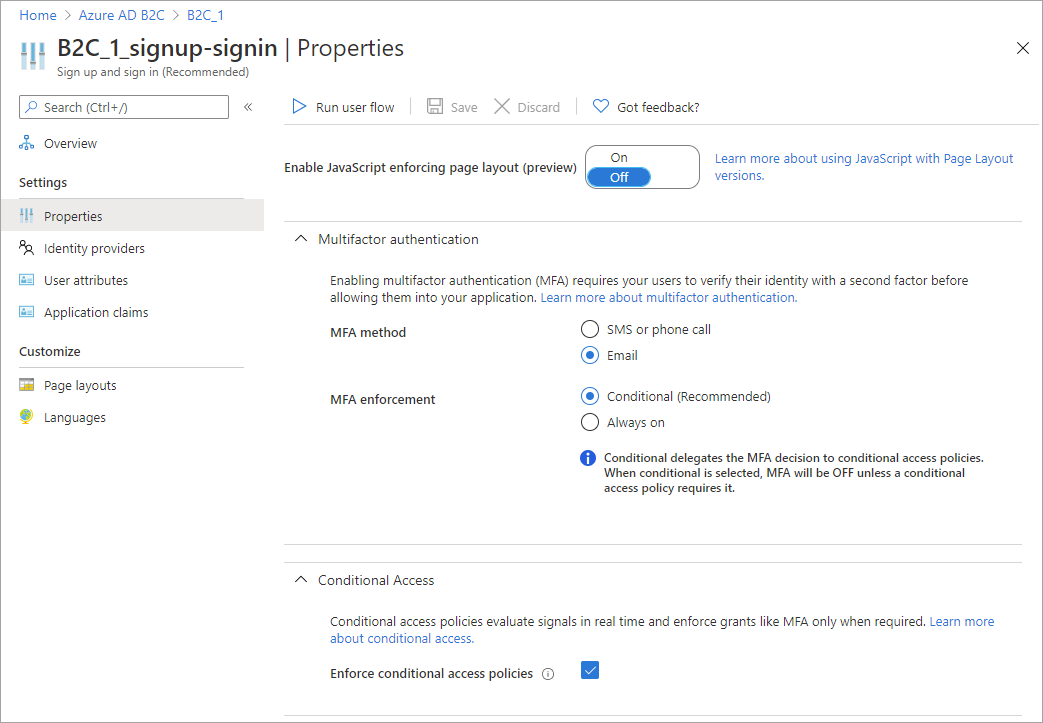 Home > Azure AD B2C > B2C_1
B2C_1_signup-signin | Properties
Sign up and sign in (Recommended)
Search (Ctrl+/)
«
Overview
Settings
Properties
Identity providers
User attributes
Application claims
Customize
Page layouts
Languages
Run user flow
Save
Discard
Got feedback?
Enable JavaScript enforcing page layout (preview)
On
Off
Learn more about using JavaScript with Page Layout
versions.
Multifactor authentication
Enabling multifactor authentication (MFA) requires your users to verify their identity with a second factor before
allowing them into your application. Learn more about multifactor authentication.
MFA method
SMS or phone call
Email
MFA enforcement
Conditional (Recommended)
Always on
Conditional delegates the MFA decision to conditional access policies.
When conditional is selected, MFA will be OFF unless a conditional
access policy requires it.
Conditional Access
Conditional access policies evaluate signals in real time and enforce grants like MFA only when required. Learn more
about conditional access.
Enforce conditional access policies